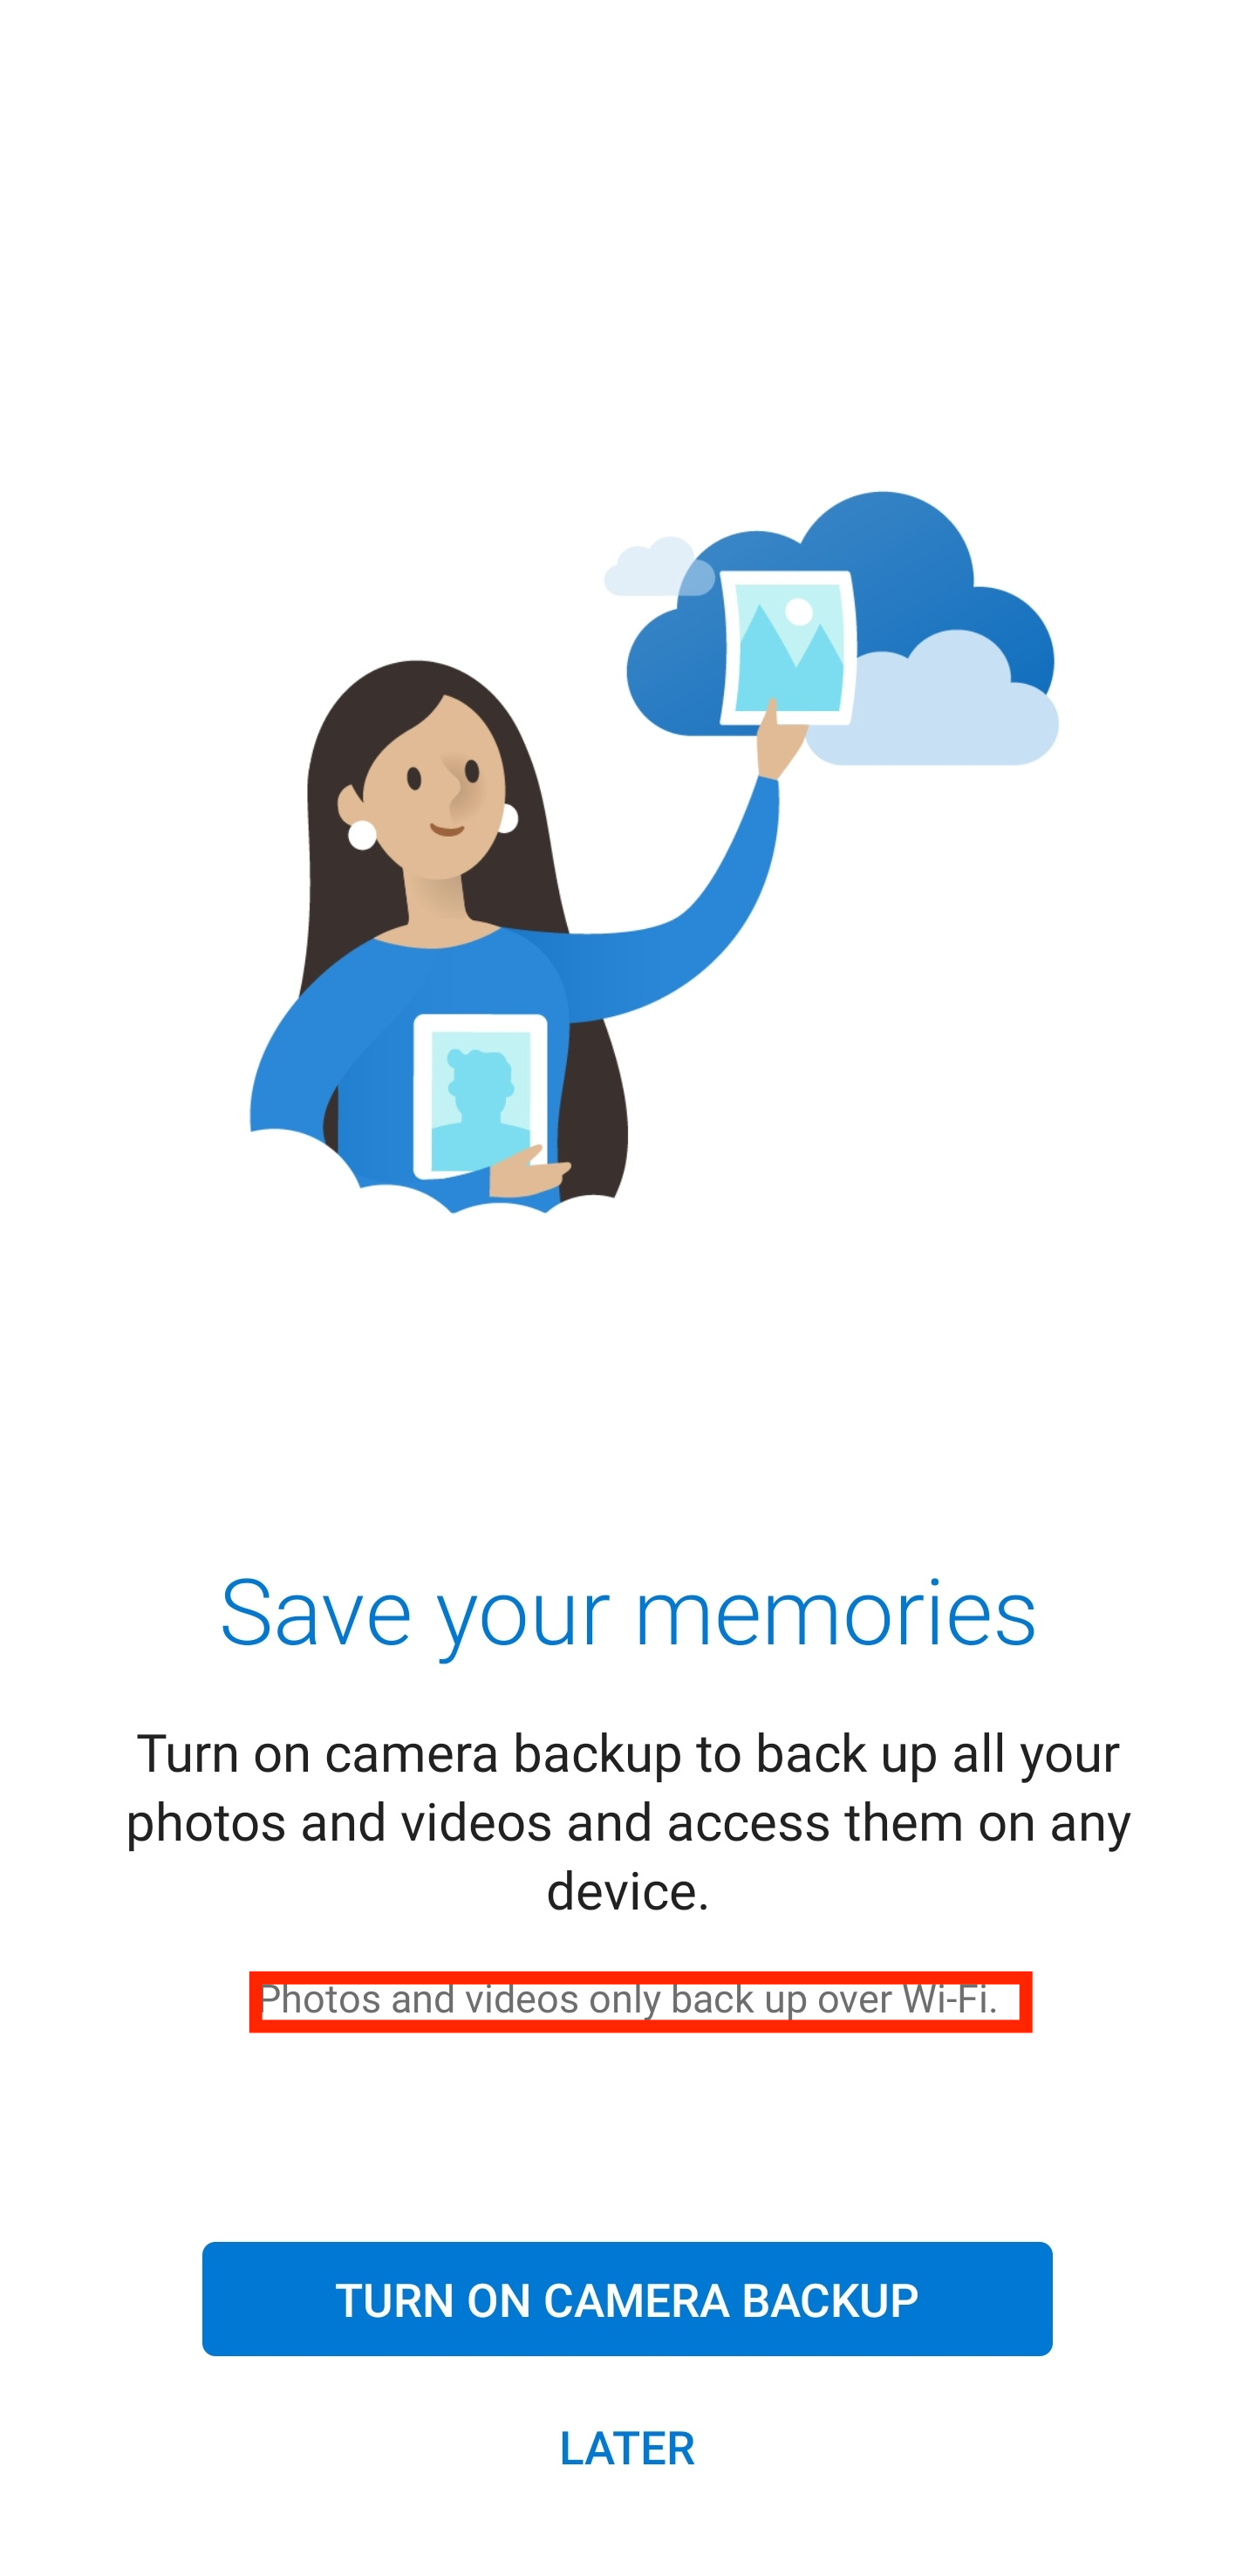 Save your memories
Turn on camera backup to back up all your
photos and videos and access them on any
device.
Photos and videos only back up over Wi-Fi.
TURN ON CAMERA BACKUP
LATER